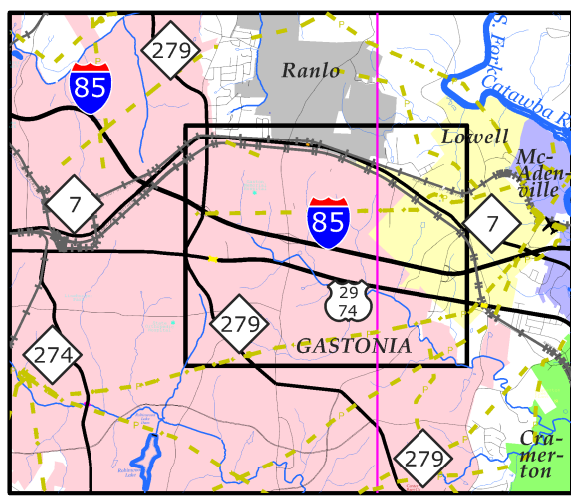 279
85
Ranlo
S. Fork
Catawba R.
Lowell
Mc-
Aden-
ville
7
85
7
29
74
279
GASTONIA
274
Cra-
mer-
ton
279